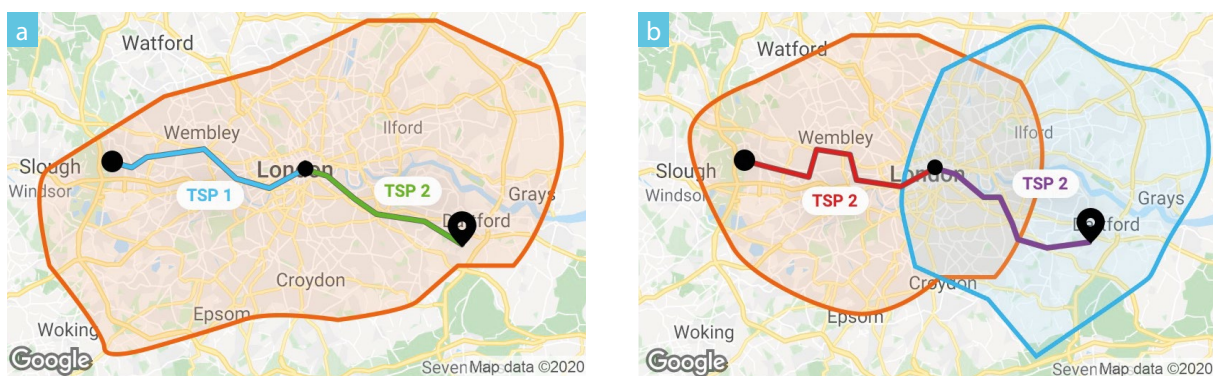 a
Watford
Wembley
Ilford
Slough
London
Windsor
TSP 1
TSP 2
Grays
Dartford
Croydon
Epsom
Woking
Google
Seven Map data ©2020
b
Watford
Wembley
Ilford
Slough
London
Windsor
TSP 2
TSP 2
Grays
Dartford
Croydon
Epsom
Woking
Google
Seven Map data ©2020